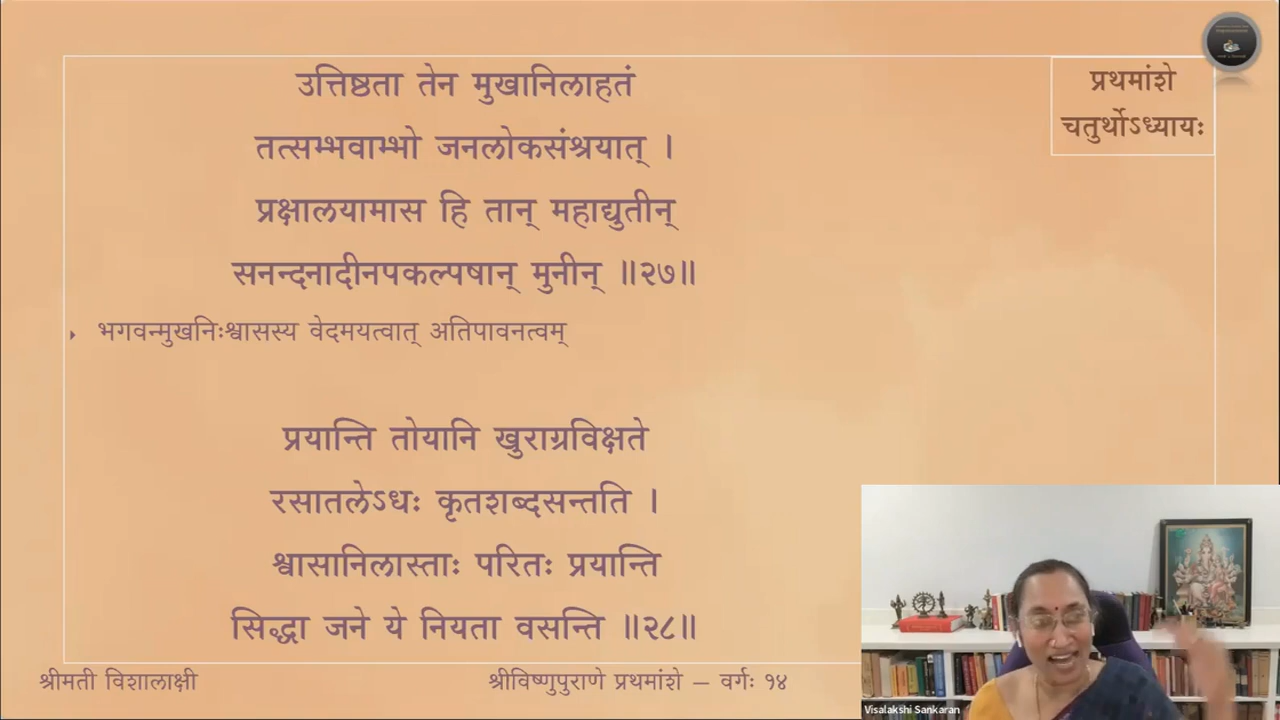 प्रथमांशे
चतुर्थोऽध्यायः
उत्तिष्ठता तेन मुखानिलाहतं
तत्सम्भवाम्भो जनलोकसंश्रयात् ।
प्रक्षालयामास हि तान् महाद्युतीन्
सनन्दनादीनपकल्पषान् मुनीन् ॥२७॥
भगवन्मुखनिःश्वासस्य वेदमयत्वात् अतिपावनत्वम्
प्रयान्ति तोयानि खुराग्रविक्षते
रसातलेऽधः कृतशब्दसन्तति ।
श्वासानिलास्ताः परितः प्रयान्ति
सिद्धा जने ये नियता वसन्ति ॥२८॥
श्रीमती विशालाक्षी
श्रीविष्णुपुराणे प्रथमांशे – वर्गः १४
Visalakshi Sankaran